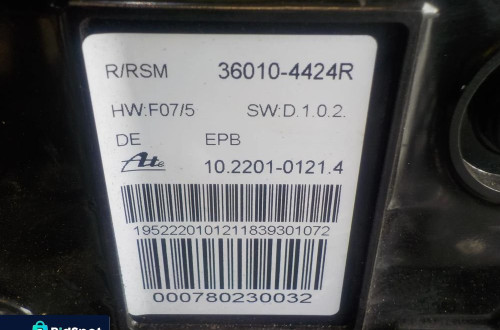 R/RSM 36010-4424R
HW:F07/5 SW:D.1.0.2.
DE EPB
Ate 10.2201-0121.4
1952220101211839301072
000780230032
BidSpot